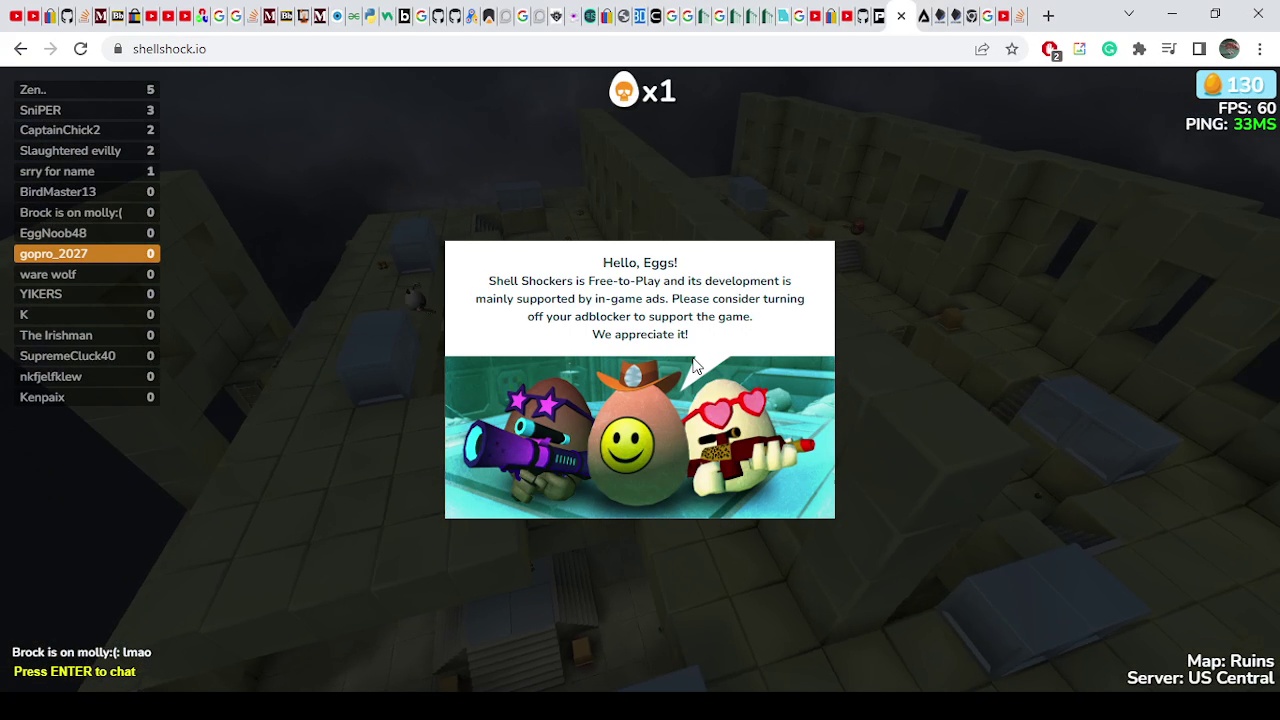 shellshock.io
2
Zen.. 5
SniPER 3
CaptainChick2 2
Slaughtered evilly 2
srry for name 1
BirdMaster13 0
Brock is on molly:( 0
EggNoob48 0
gopro_2027 0
ware wolf 0
YIKERS 0
K 0
The Irishman 0
SupremeCluck40 0
nkfjelfklew 0
Kenpaix 0
x1
130
FPS: 60
PING: 33MS
Hello, Eggs!
Shell Shockers is Free-to-Play and its development is
mainly supported by in-game ads. Please consider turning
off your adblocker to support the game.
We appreciate it!
Brock is on molly:(: lmao
Press ENTER to chat
Map: Ruins
Server: US Central